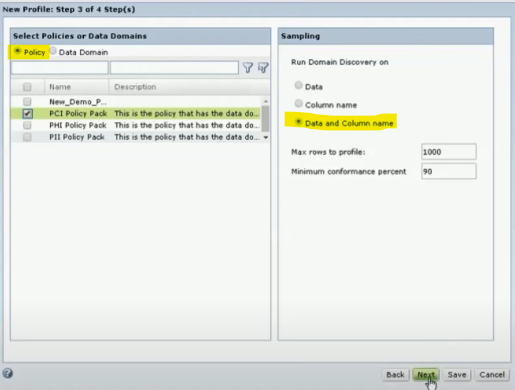 New Profile: Step 3 of 4 Step(s)
Select Policies or Data Domains
Policy Data Domain
Name Description
New_Demo_P...
PCI Policy Pack This is the policy that has the data do...
PHI Policy Pack This is the policy that has the data do...
PII Policy Pack This is the policy that has the data do...
Sampling
Run Domain Discovery on
Data
Column name
Data and Column name
Max rows to profile: 1000
Minimum conformance percent 90
Back Next Save Cancel